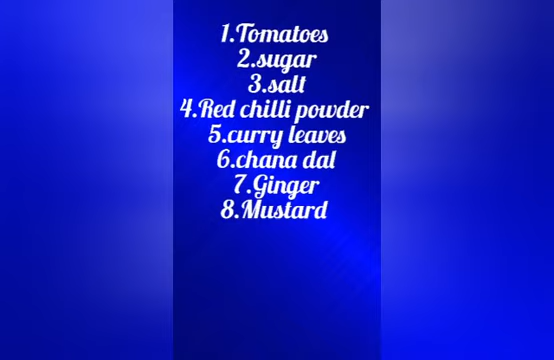 1.Tomatoes
2.sugar
3.salt
4.Red chilli powder
5.curry leaves
6.chana dal
7.Ginger
8.Mustard